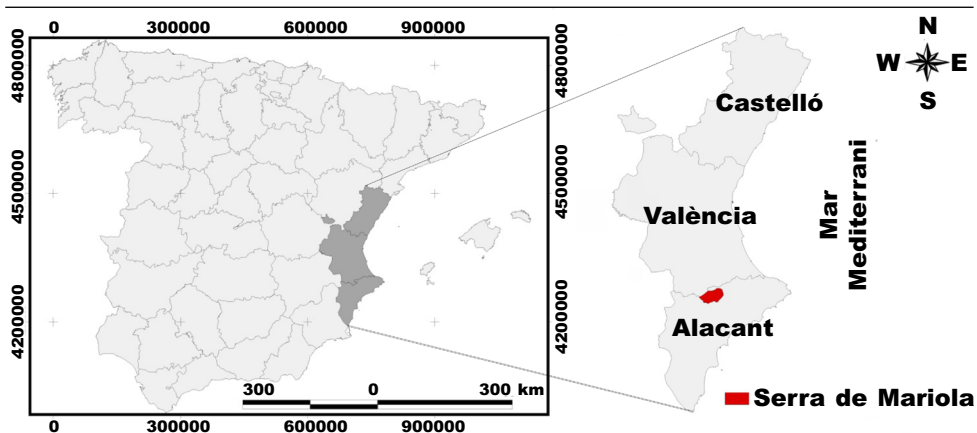 0 300000 600000 900000
4800000
4500000
4200000
4800000
4500000
4200000
300 0 300 km
0 300000 600000 900000
N
W E
S
Castelló
València
Alacant
Mar
Mediterrani
Serra de Mariola